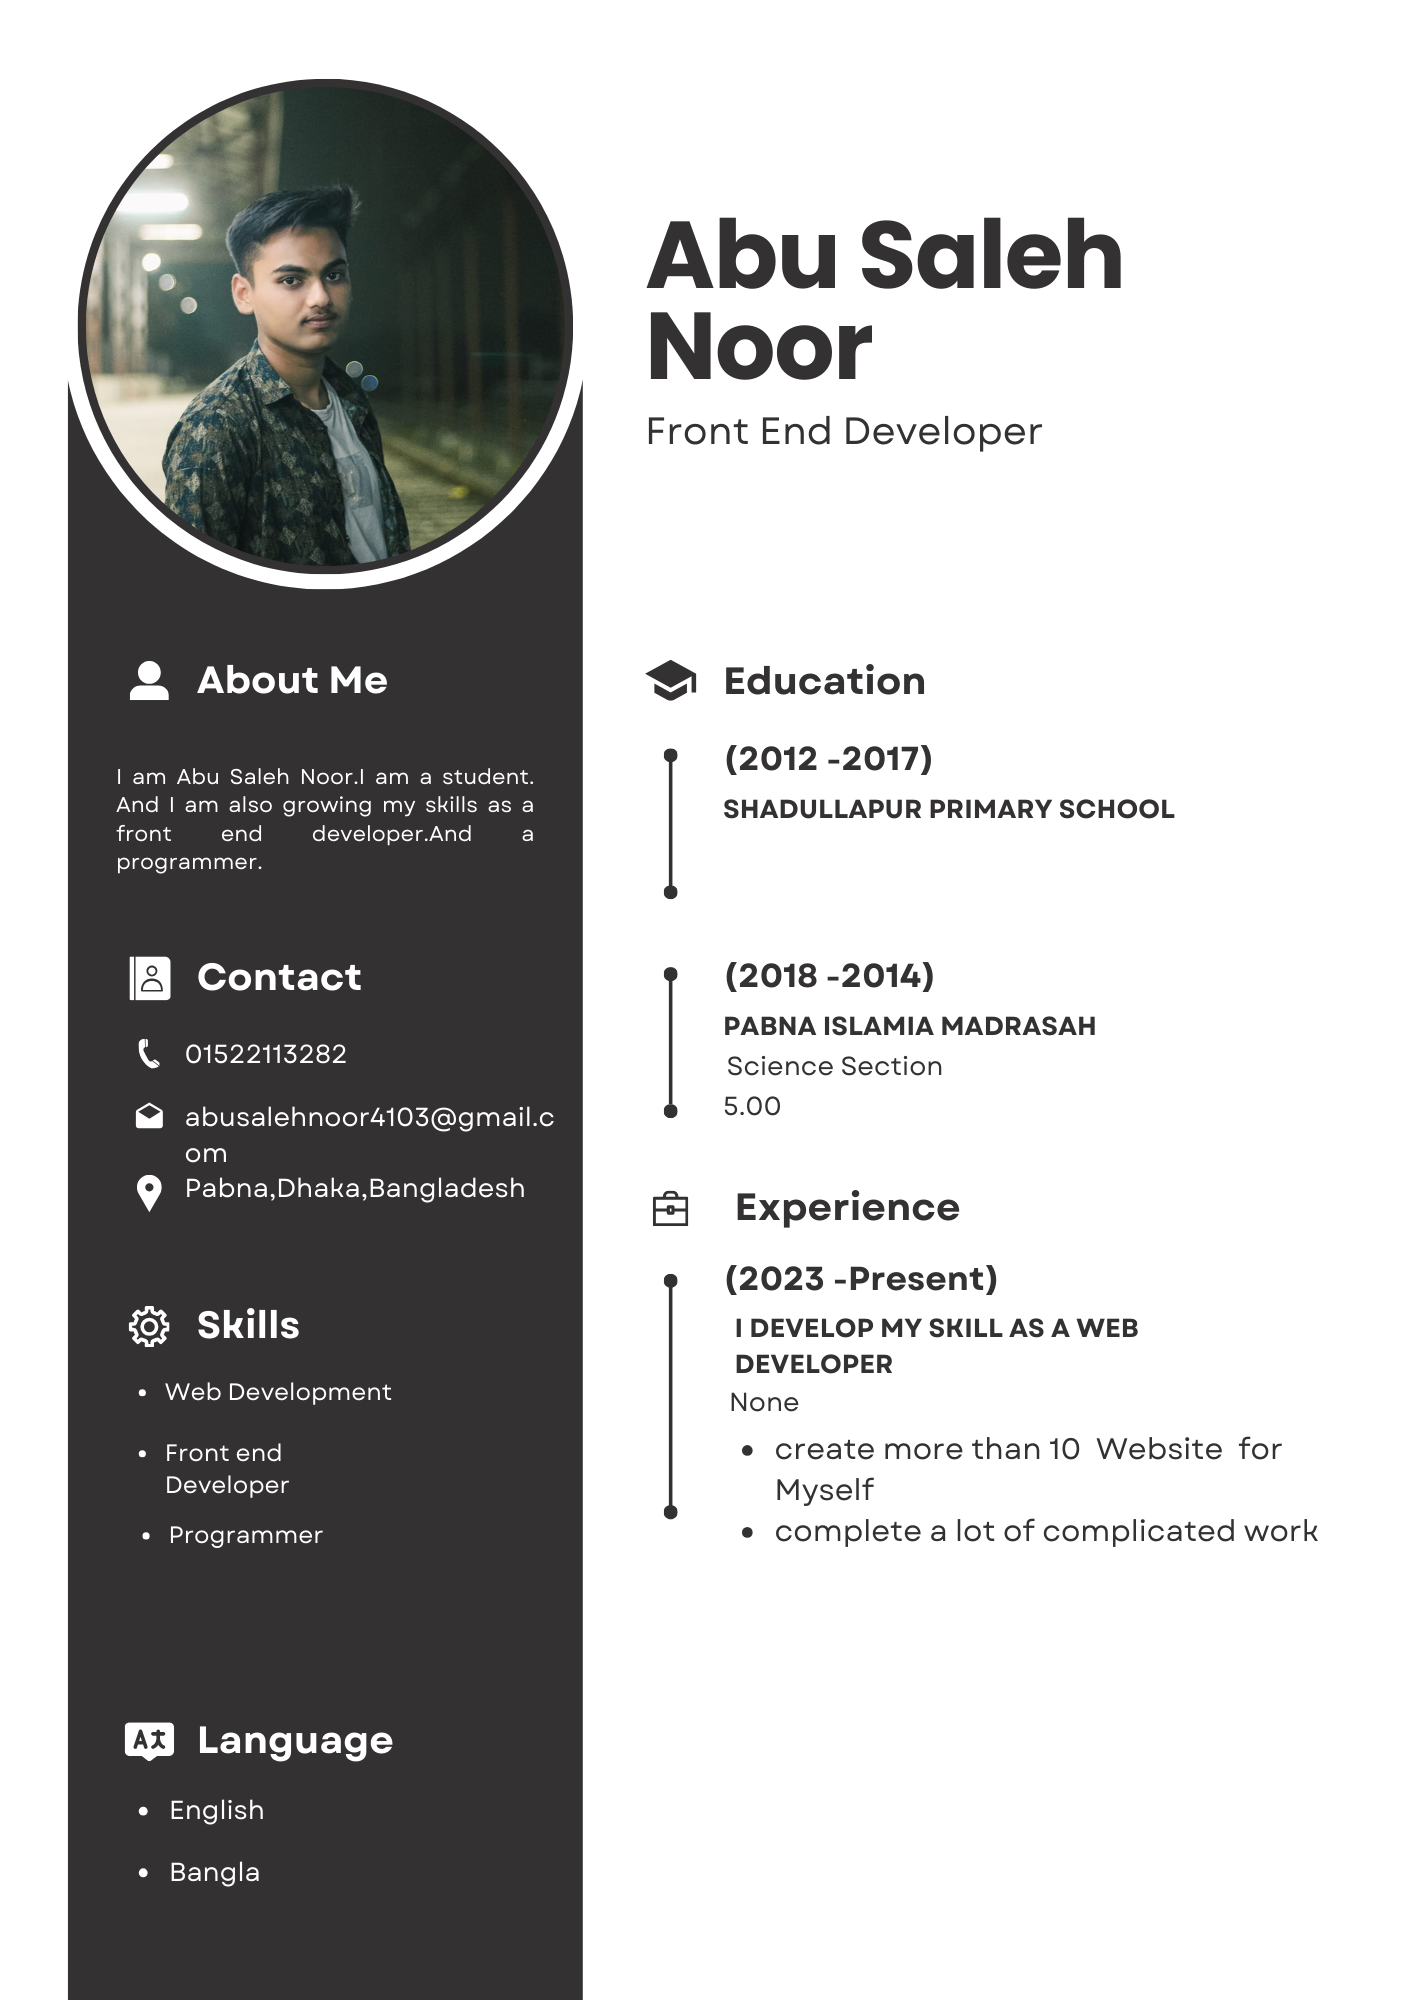 Abu Saleh
Noor
Front End Developer
About Me
I am Abu Saleh Noor.I am a student.
And I am also growing my skills as a
front end developer.And a
programmer.
Contact
01522113282
abusalehnoor4103@gmail.c
om
Pabna,Dhaka,Bangladesh
Skills
Web Development
Front end
Developer
Programmer
Language
English
Bangla
Education
(2012 -2017)
SHADULLAPUR PRIMARY SCHOOL
(2018 -2014)
PABNA ISLAMIA MADRASAH
Science Section
5.00
Experience
(2023 -Present)
I DEVELOP MY SKILL AS A WEB
DEVELOPER
None
create more than 10 Website for
Myself
complete a lot of complicated work